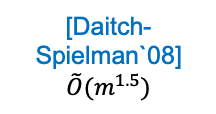 [Daitch-
Spielman`08]
Õ(m^{1.5})